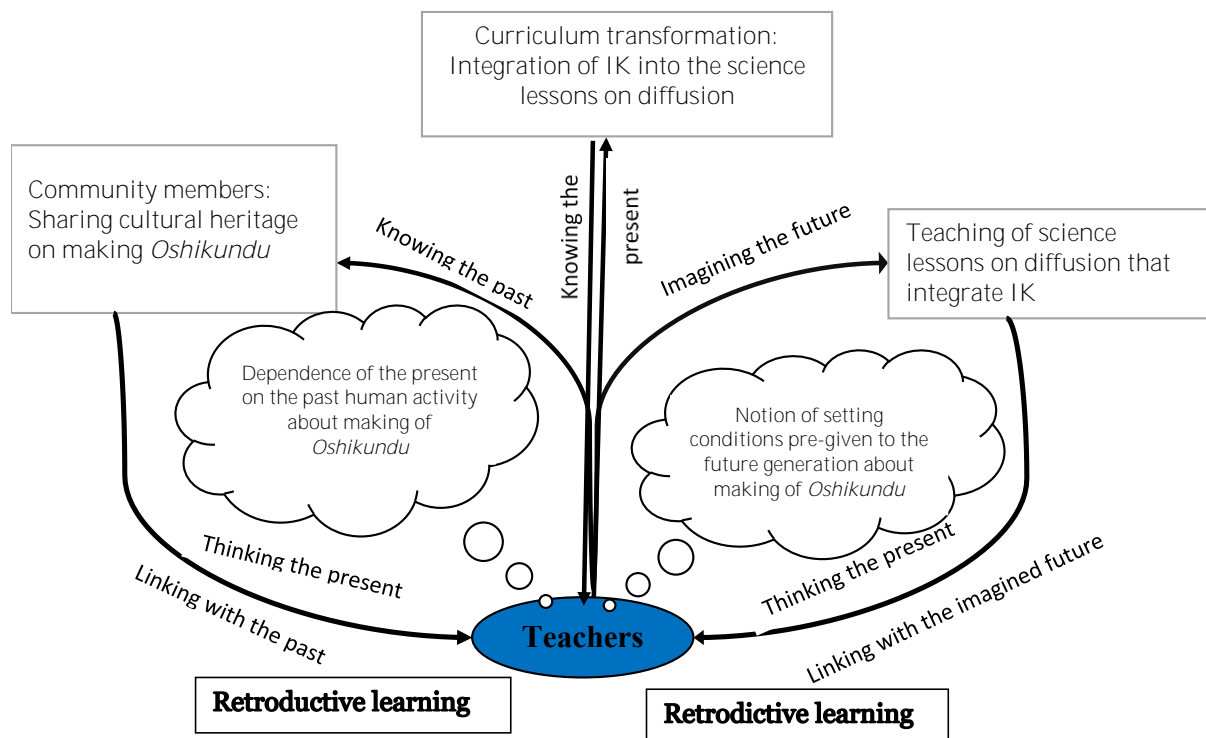 Curriculum transformation:
Integration of IK into the science
lessons on diffusion
Community members:
Sharing cultural heritage
on making Oshikundu
Knowing the past
Knowing the
present
Imagining the future
Teaching of science
lessons on diffusion that
integrate IK
Dependence of the present
on the past human activity
about making of
Oshikundu
Notion of setting
conditions pre-given to the
future generation about
making of Oshikundu
Thinking the present
Linking with the past
Thinking the present
Linking with the imagined future
Teachers
Retroductive learning
Retrodictive learning